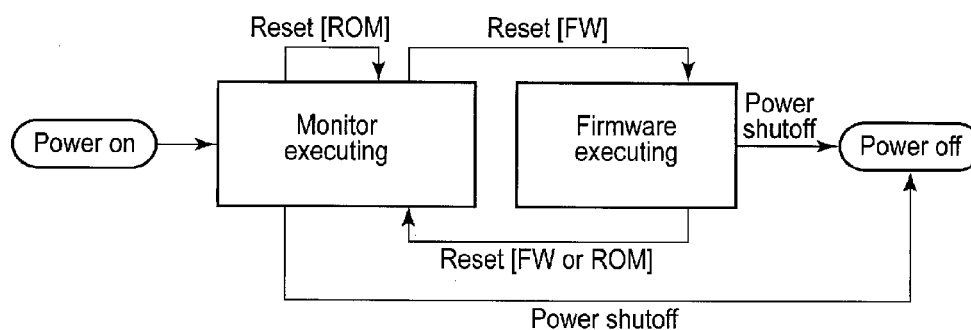 Reset [ROM]
Reset [FW]
Power on
Monitor
executing
Firmware
executing
Power
shutoff
Power off
Reset [FW or ROM]
Power shutoff